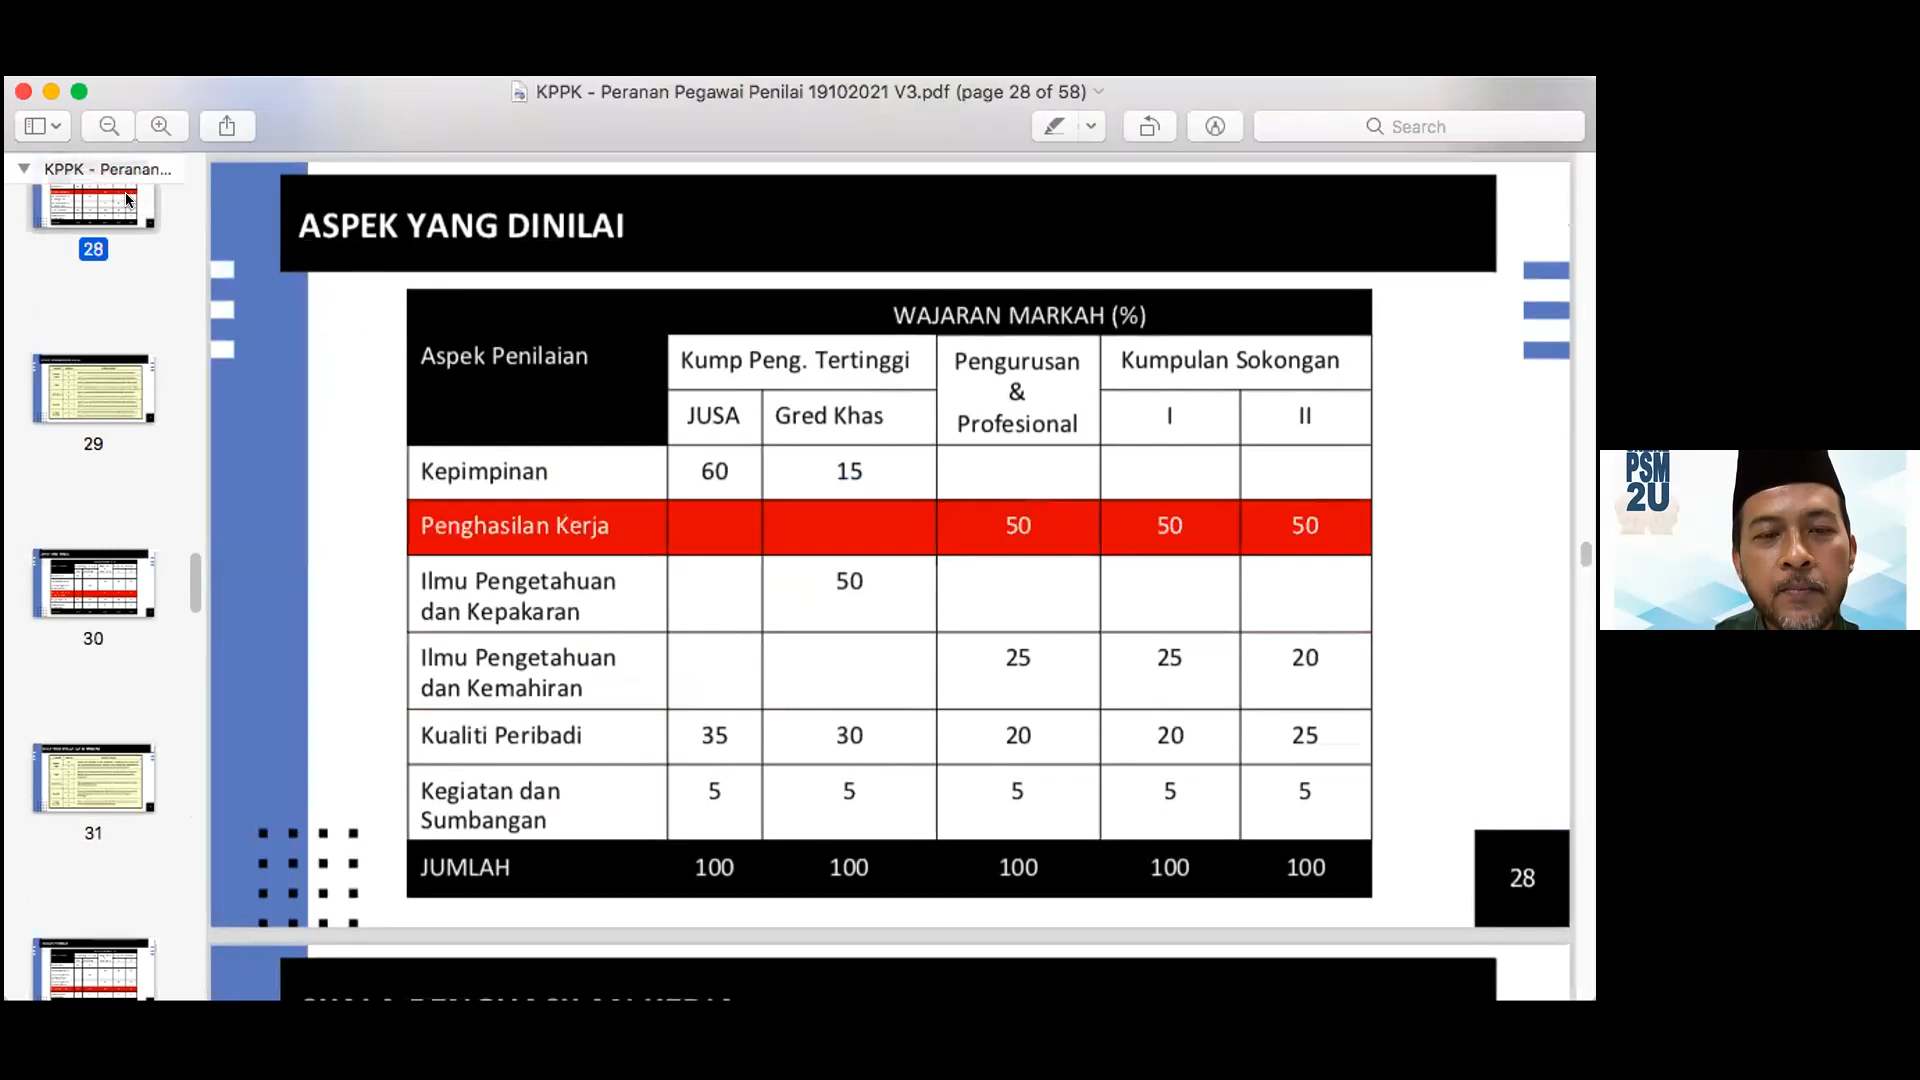 KPPK - Peranan Pegawai Penilai 19102021 V3.pdf (page 28 of 58)
Search
KPPK - Peranan...
28
29
30
31
ASPEK YANG DINILAI
Aspek Penilaian
WAJARAN MARKAH (%)
Kump Peng. Tertinggi
Pengurusan
&
Profesional
Kumpulan Sokongan
JUSA
Gred Khas
I
II
Kepimpinan 60 15
Penghasilan Kerja 50 50 50
Ilmu Pengetahuan
dan Kepakaran
50
Ilmu Pengetahuan
dan Kemahiran
25 25 20
Kualiti Peribadi 35 30 20 20 25
Kegiatan dan
Sumbangan
5 5 5 5 5
JUMLAH 100 100 100 100 100
28
PSM
2U